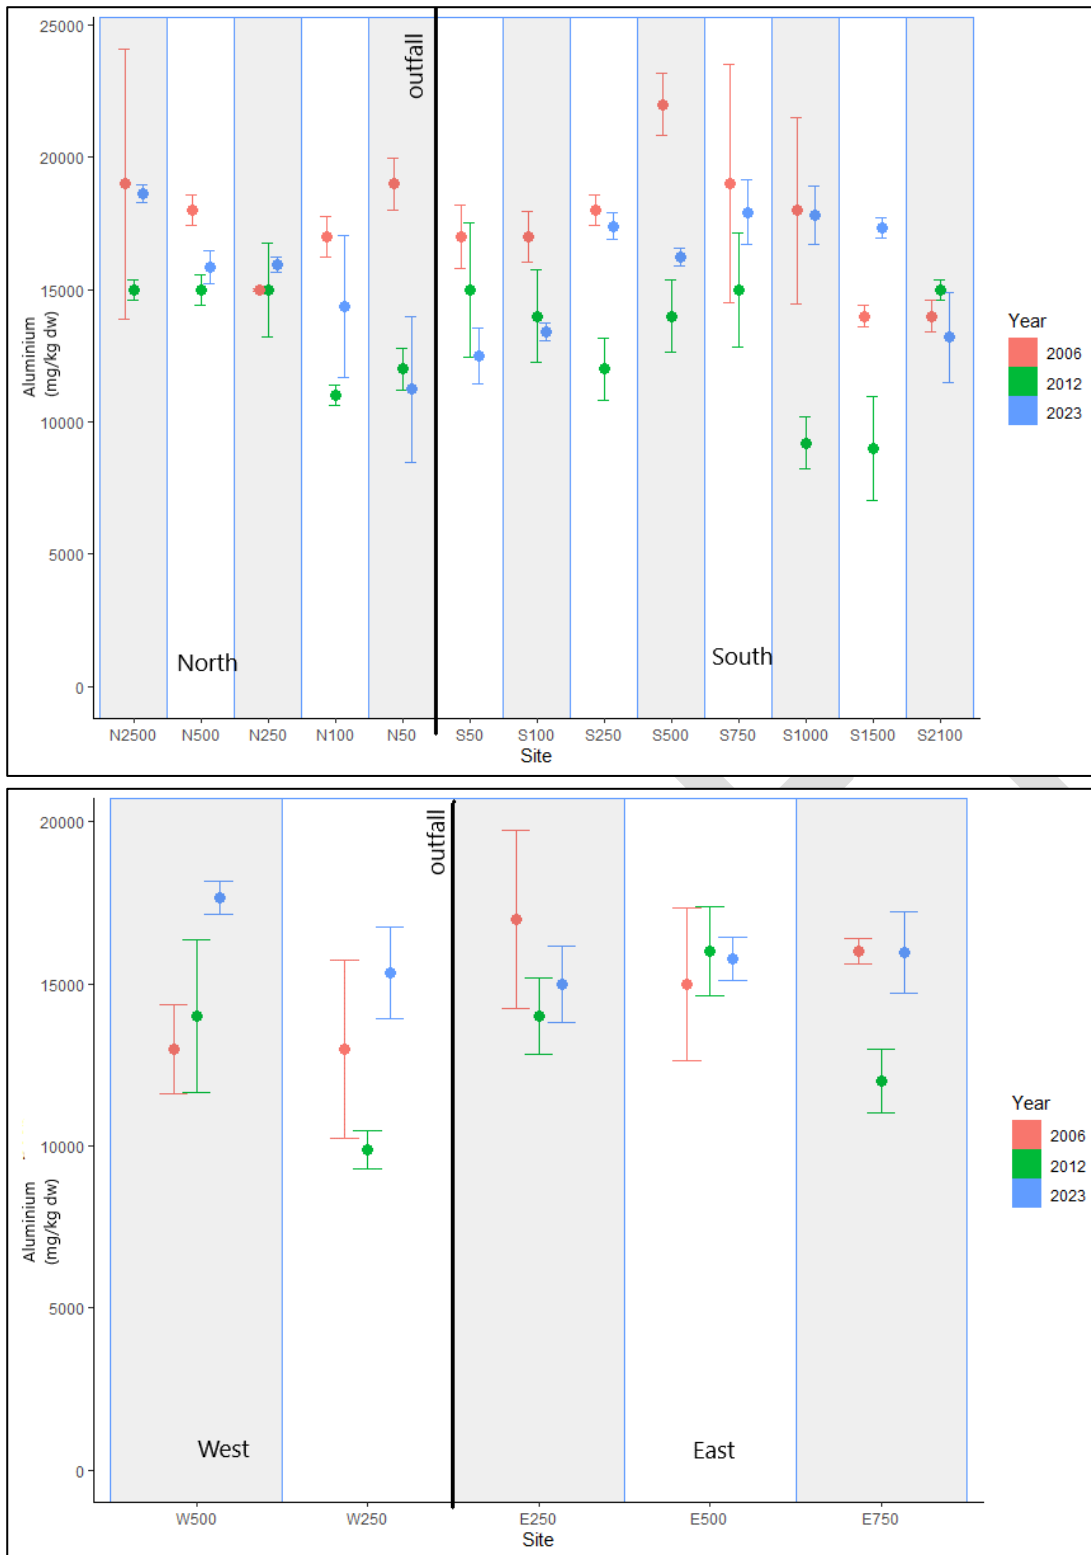 25000
20000
15000
10000
5000
0
Aluminium
(mg/kg dw)
outfall
North
South
N2500 N500 N250 N100 N50 S50 S100 S250 S500 S750 S1000 S1500 S2100
Site
Year
2006
2012
2023
20000
15000
10000
5000
0
Aluminium
(mg/kg dw)
outfall
West
East
W500 W250 E250 E500 E750
Site
Year
2006
2012
2023